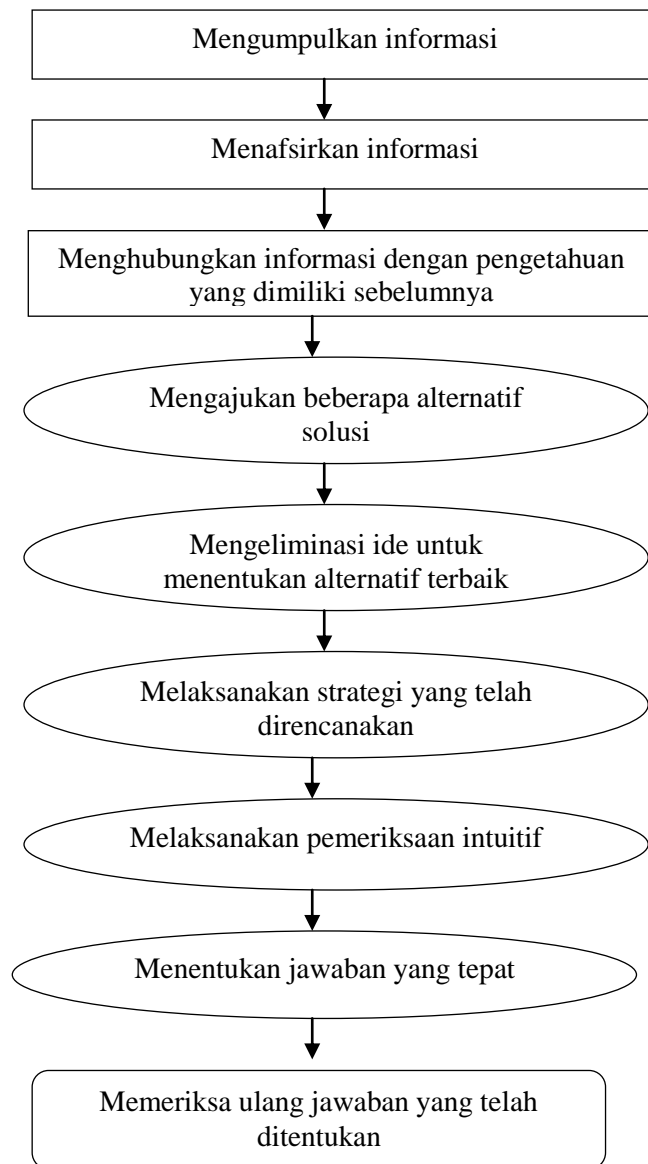 Mengumpulkan informasi
Menafsirkan informasi
Menghubungkan informasi dengan pengetahuan
yang dimiliki sebelumnya
Mengajukan beberapa alternatif
solusi
Mengeliminasi ide untuk
menentukan alternatif terbaik
Melaksanakan strategi yang telah
direncanakan
Melaksanakan pemeriksaan intuitif
Menentukan jawaban yang tepat
Memeriksa ulang jawaban yang telah
ditentukan